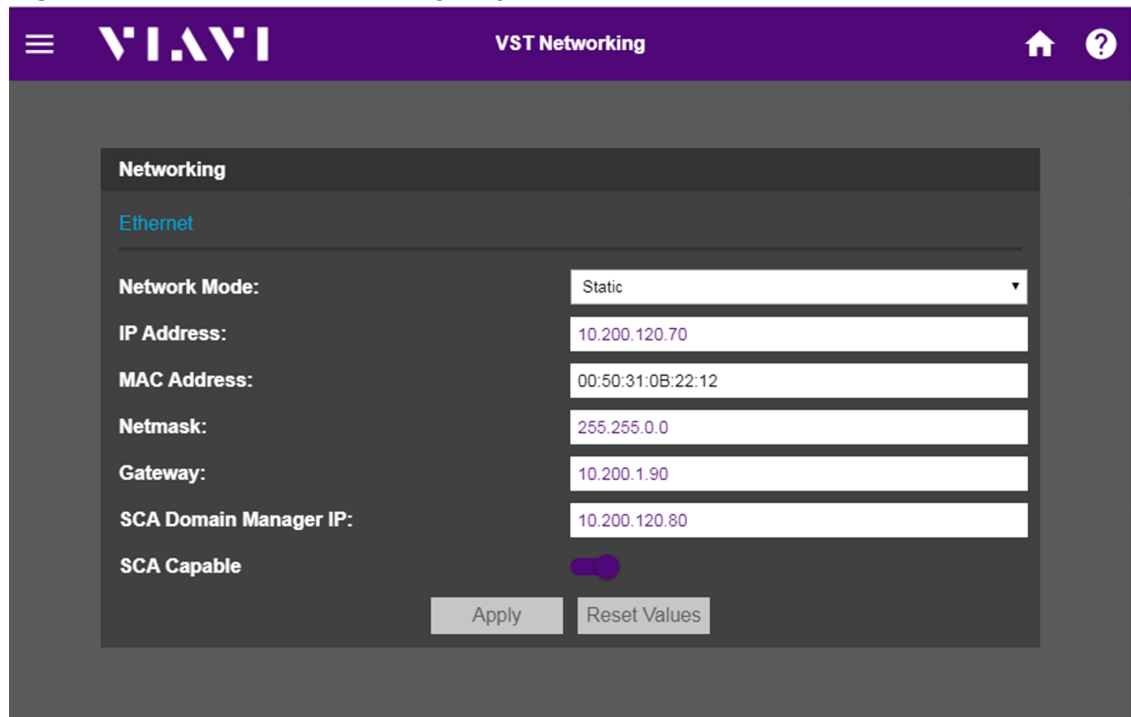 VIAVI
VST Networking
?
Networking
Ethernet
Network Mode: Static
IP Address: 10.200.120.70
MAC Address: 00:50:31:0B:22:12
Netmask: 255.255.0.0
Gateway: 10.200.1.90
SCA Domain Manager IP: 10.200.120.80
SCA Capable
Apply Reset Values